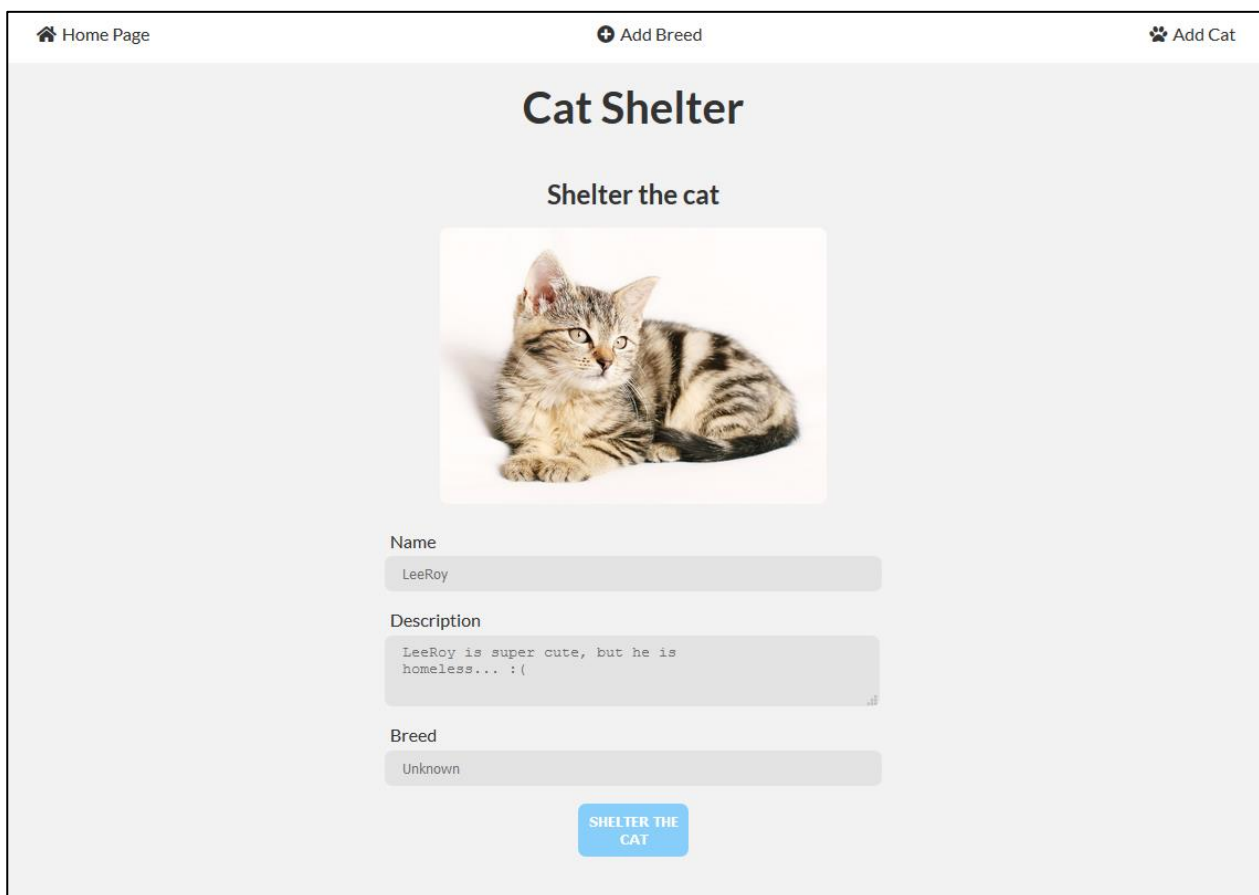 Home Page
Add Breed
Add Cat
Cat Shelter
Shelter the cat
Name
LeeRoy
Description
LeeRoy is super cute, but he is
homeless... :(
Breed
Unknown
SHELTER THE
CAT